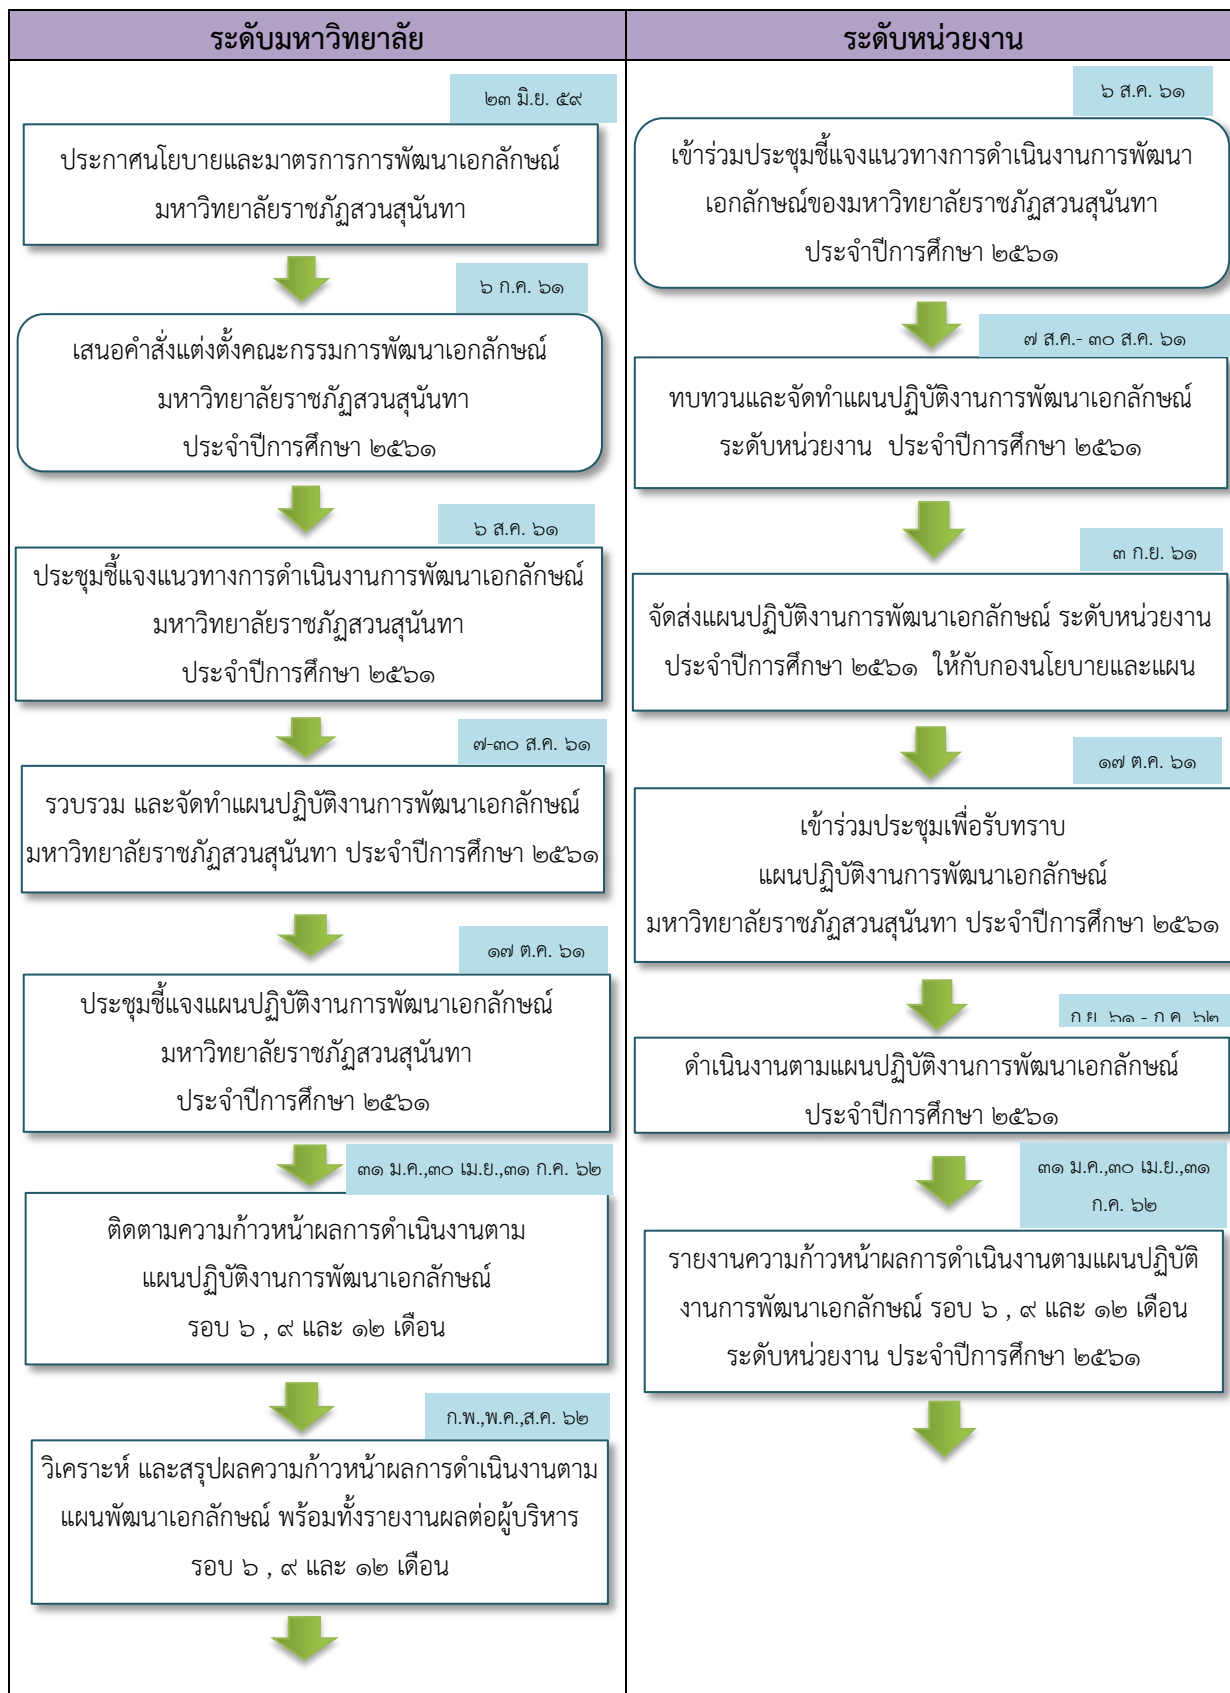 ระดับมหาวิทยาลัย
๒๓ มิ.ย. ๕๙
ประกาศนโยบายและมาตรการการพัฒนาเอกลักษณ์
มหาวิทยาลัยราชภัฏสวนสุนันทา
๖ ก.ค. ๖๑
เสนอคำสั่งแต่งตั้งคณะกรรมการพัฒนาเอกลักษณ์
มหาวิทยาลัยราชภัฏสวนสุนันทา
ประจำปีการศึกษา ๒๕๖๑
๖ ส.ค. ๖๑
ประชุมชี้แจงแนวทางการดำเนินงานการพัฒนาเอกลักษณ์
มหาวิทยาลัยราชภัฏสวนสุนันทา
ประจำปีการศึกษา ๒๕๖๑
๗-๓๐ ส.ค. ๖๑
รวบรวม และจัดทำแผนปฏิบัติงานการพัฒนาเอกลักษณ์
มหาวิทยาลัยราชภัฏสวนสุนันทา ประจำปีการศึกษา ๒๕๖๑
๑๗ ต.ค. ๖๑
ประชุมชี้แจงแผนปฏิบัติงานการพัฒนาเอกลักษณ์
มหาวิทยาลัยราชภัฏสวนสุนันทา
ประจำปีการศึกษา ๒๕๖๑
๓๑ ม.ค.,๓๐ เม.ย.,๓๑ ก.ค. ๖๒
ติดตามความก้าวหน้าผลการดำเนินงานตาม
แผนปฏิบัติงานการพัฒนาเอกลักษณ์
รอบ ๖ , ๙ และ ๑๒ เดือน
ก.พ.,พ.ค.,ส.ค. ๖๒
วิเคราะห์ และสรุปผลความก้าวหน้าผลการดำเนินงานตาม
แผนพัฒนาเอกลักษณ์ พร้อมทั้งรายงานผลต่อผู้บริหาร
รอบ ๖ , ๙ และ ๑๒ เดือน
ระดับหน่วยงาน
๖ ส.ค. ๖๑
เข้าร่วมประชุมชี้แจงแนวทางการดำเนินงานการพัฒนา
เอกลักษณ์ของมหาวิทยาลัยราชภัฏสวนสุนันทา
ประจำปีการศึกษา ๒๕๖๑
๗ ส.ค.- ๓๐ ส.ค. ๖๑
ทบทวนและจัดทำแผนปฏิบัติงานการพัฒนาเอกลักษณ์
ระดับหน่วยงาน ประจำปีการศึกษา ๒๕๖๑
๓ ก.ย. ๖๑
จัดส่งแผนปฏิบัติงานการพัฒนาเอกลักษณ์ ระดับหน่วยงาน
ประจำปีการศึกษา ๒๕๖๑ ให้กับกองนโยบายและแผน
๑๗ ต.ค. ๖๑
เข้าร่วมประชุมเพื่อรับทราบ
แผนปฏิบัติงานการพัฒนาเอกลักษณ์
มหาวิทยาลัยราชภัฏสวนสุนันทา ประจำปีการศึกษา ๒๕๖๑
ก.ย. ๖๑ - ก.ค. ๖๒
ดำเนินงานตามแผนปฏิบัติงานการพัฒนาเอกลักษณ์
ประจำปีการศึกษา ๒๕๖๑
๓๑ ม.ค.,๓๐ เม.ย.,๓๑
ก.ค. ๖๒
รายงานความก้าวหน้าผลการดำเนินงานตามแผนปฏิบัติ
งานการพัฒนาเอกลักษณ์ รอบ ๖ , ๙ และ ๑๒ เดือน
ระดับหน่วยงาน ประจำปีการศึกษา ๒๕๖๑